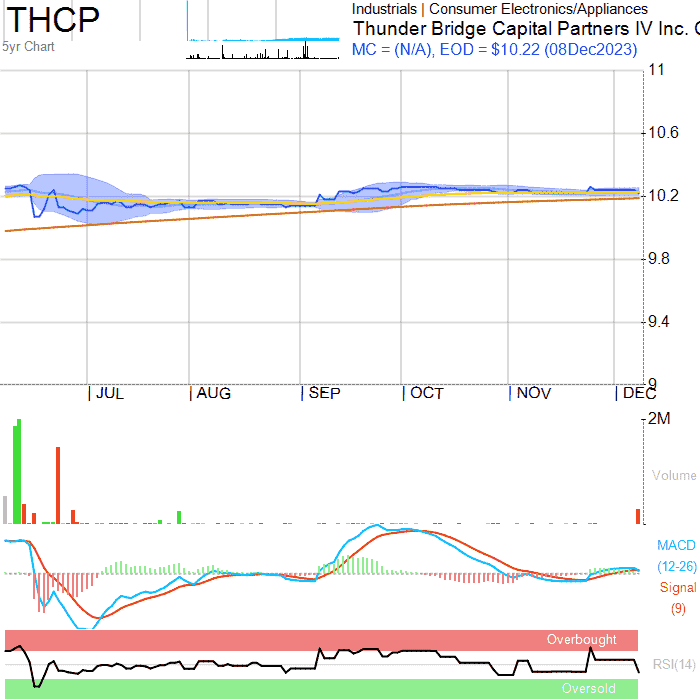 THCP
5yr Chart
Industrials | Consumer Electronics/Appliances
Thunder Bridge Capital Partners IV Inc.
MC = (N/A), EOD = $10.22 (08Dec2023)
11
10.6
10.2
9.8
9.4
9
JUL AUG SEP OCT NOV DEC
2M
Volume
MACD
(12-26)
Signal
(9)
Overbought
RSI(14)
Oversold